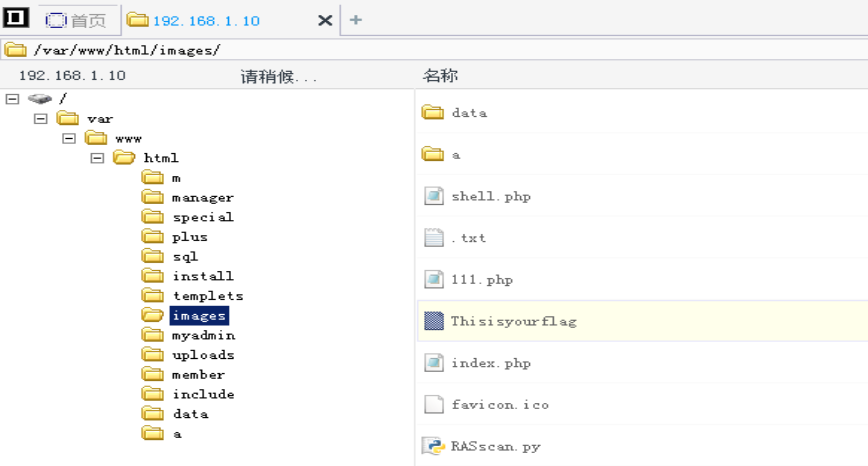 首页 192.168.1.10
/var/www/html/images/
192.168.1.10 请稍候...
名称
/
var
www
html
m
manager
special
plus
sql
install
templets
images
myadmin
uploads
member
include
data
a
data
a
shell.php
.txt
111.php
Thisisyourflag
index.php
favicon.ico
RASscan.py